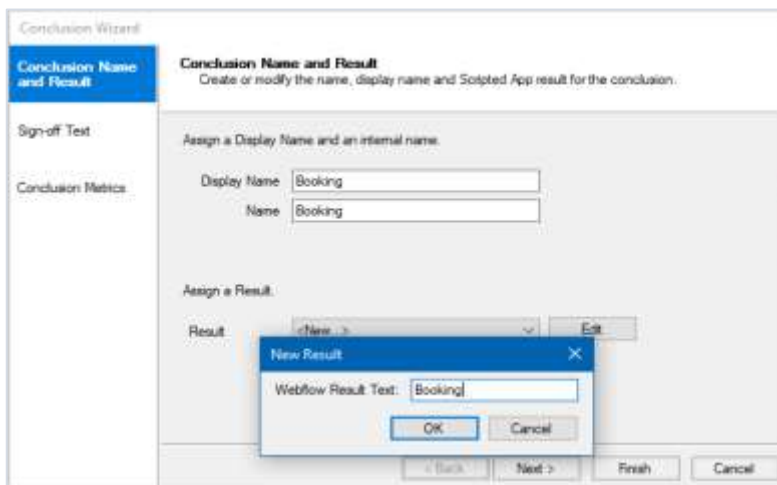 Conclusion Wizard
Conclusion Name
and Result
Conclusion Name and Result
Create or modify the name, display name and Scripted App result for the conclusion.
Sign-off Text
Assign a Display Name and an internal name.
Conclusion Metrics
Display Name Booking
Name Booking
Assign a Result.
Result <New...> Edit
New Result
Webflow Result Text: Booking
OK Cancel
< Back Next > Finish Cancel